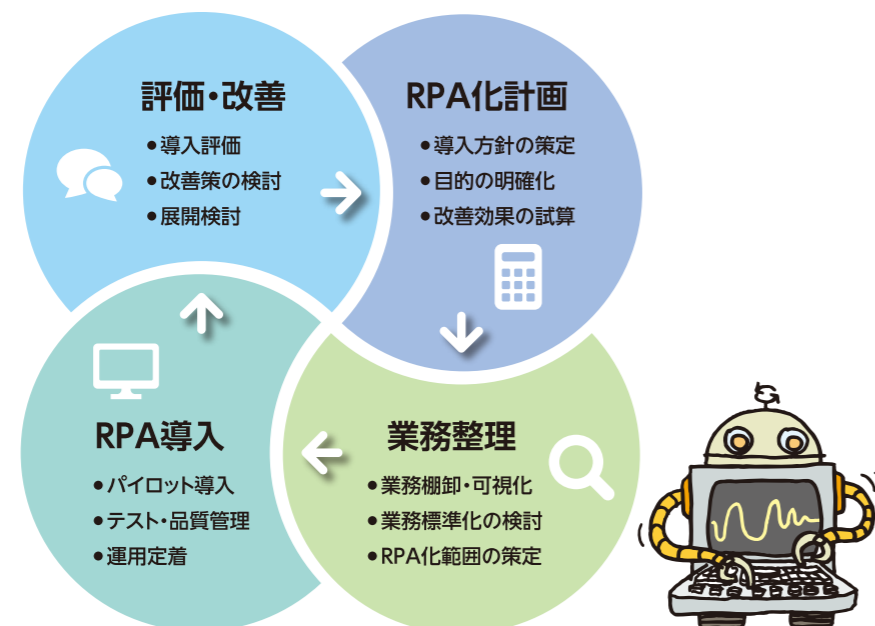 評価・改善
●導入評価
●改善策の検討
●展開検討
RPA化計画
●導入方針の策定
●目的の明確化
●改善効果の試算
RPA導入
●パイロット導入
●テスト・品質管理
●運用定着
業務整理
●業務棚卸・可視化
●業務標準化の検討
●RPA化範囲の策定